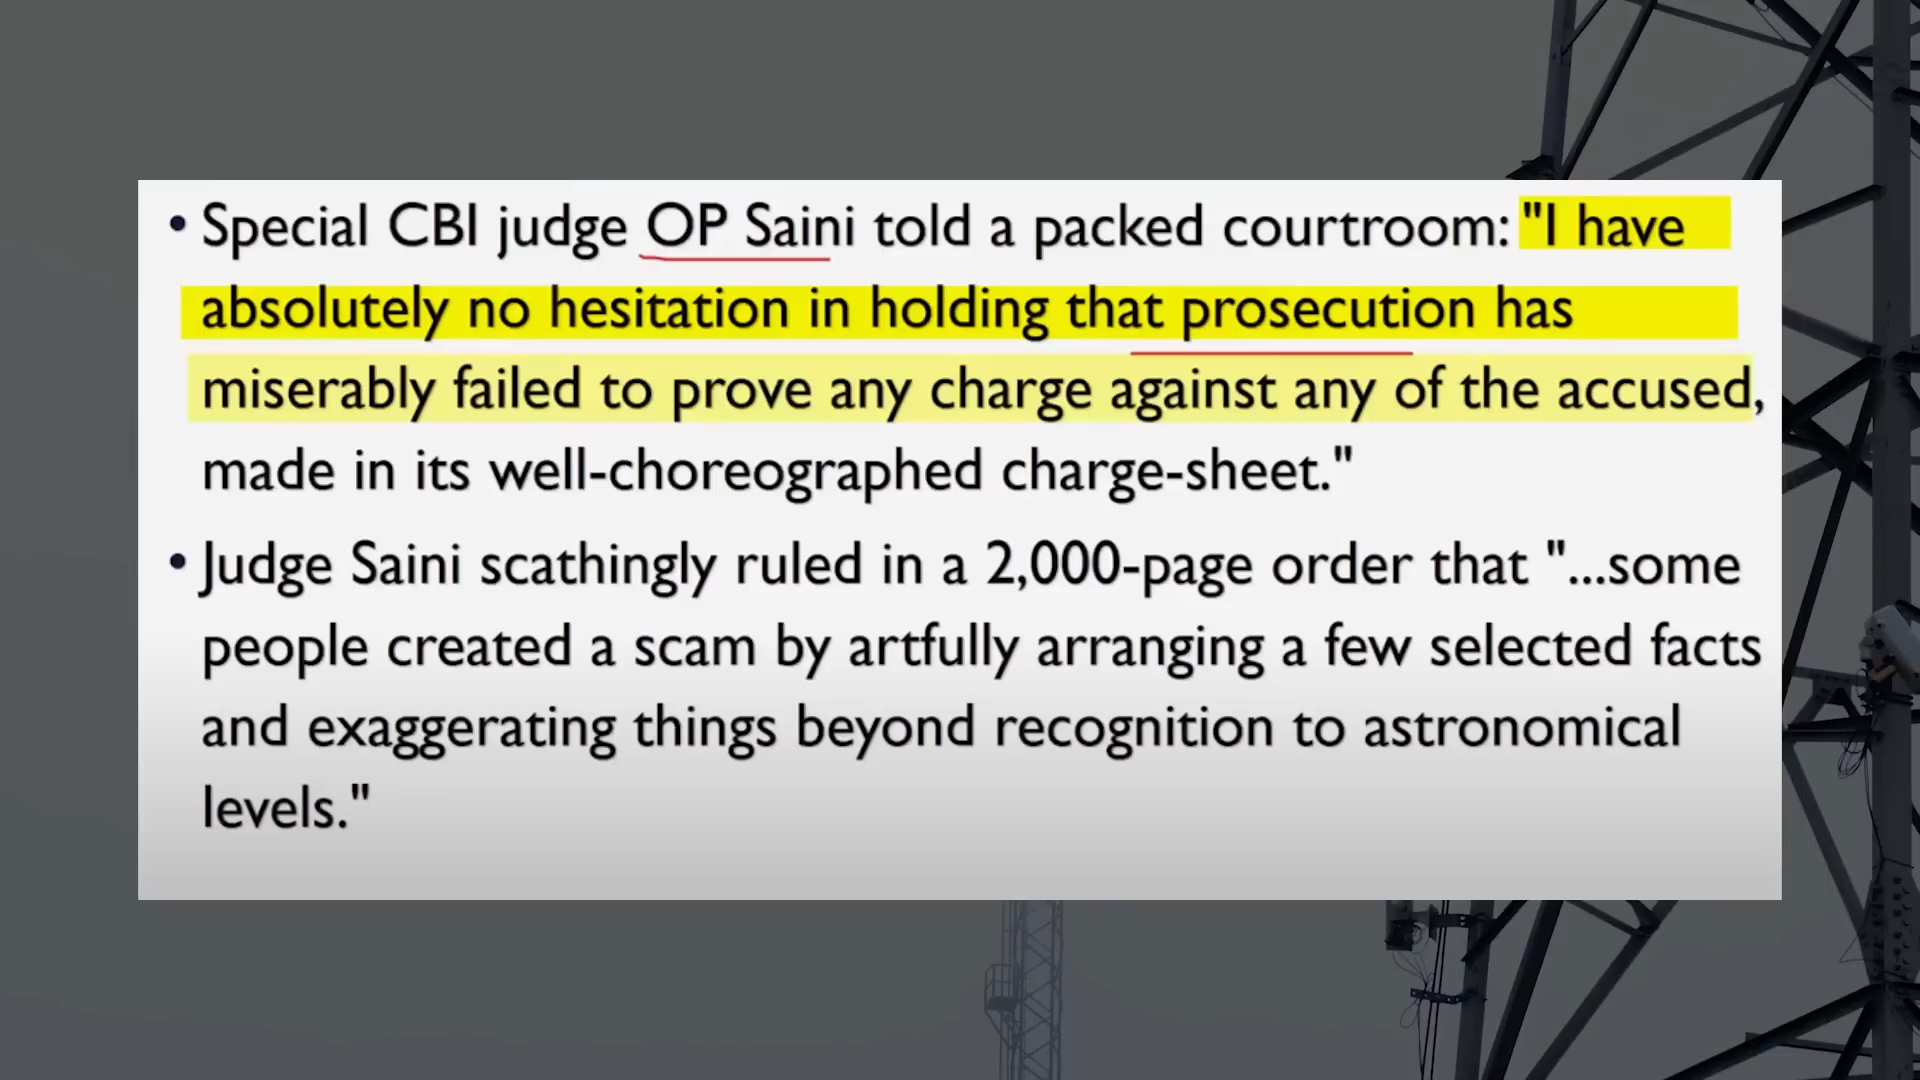 • Special CBI judge OP Saini told a packed courtroom: "I have
absolutely no hesitation in holding that prosecution has
miserably failed to prove any charge against any of the accused,
made in its well-choreographed charge-sheet."
• Judge Saini scathingly ruled in a 2,000-page order that "...some
people created a scam by artfully arranging a few selected facts
and exaggerating things beyond recognition to astronomical
levels."